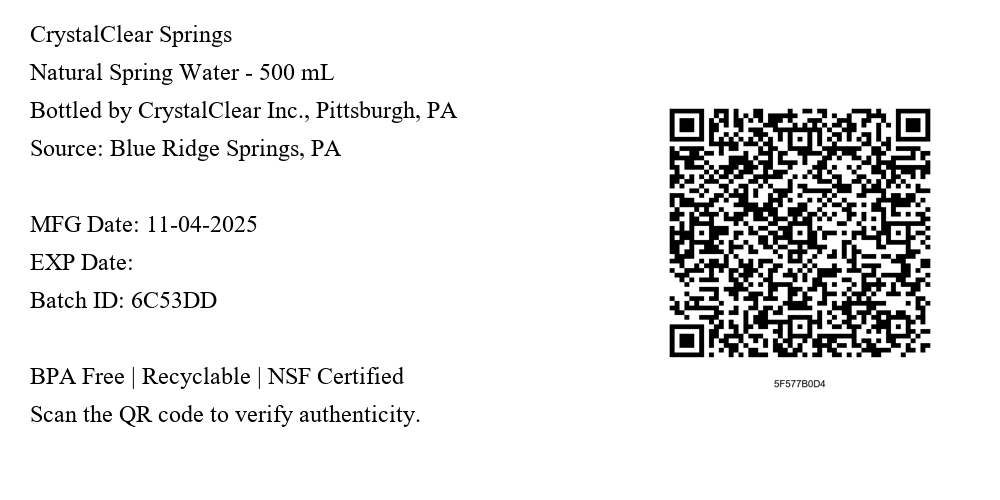 CrystalClear Springs
Natural Spring Water - 500 mL
Bottled by CrystalClear Inc., Pittsburgh, PA
Source: Blue Ridge Springs, PA
MFG Date: 11-04-2025
EXP Date:
Batch ID: 6C53DD
BPA Free | Recyclable | NSF Certified
Scan the QR code to verify authenticity.
5F577B0D4